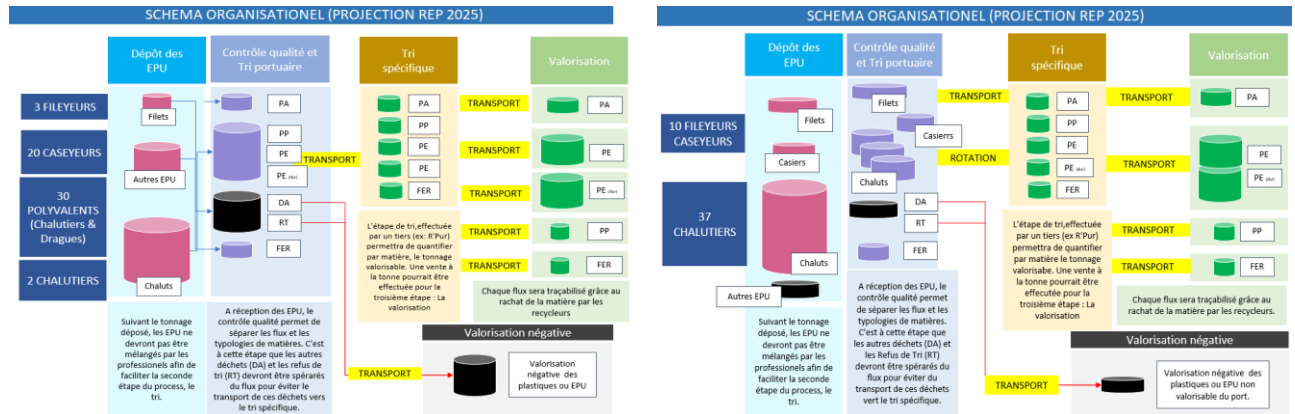 SCHEMA ORGANISATIONEL (PROJECTION REP 2025)
Dépôt des
EPU
Contrôle qualité et
Tri portuaire
Tri
spécifique
Valorisation
3 FILEYEURS
20 CASEYEURS
30
POLYVALENTS
(Chalutiers &
Dragues)
2 CHALUTIERS
Filets
Autres EPU
Chaluts
PA
PP
PE
PE (dur)
DA
RT
FER
TRANSPORT
PA
PP
PE
PE
FER
TRANSPORT
TRANSPORT
TRANSPORT
TRANSPORT
TRANSPORT
PA
PE
PE (dur)
PP
FER
Suivant le tonnage
déposé, les EPU ne
devront pas être
mélangés par les
professionels afin de
faciliter la seconde
étape du process, le
tri.
A réception des EPU, le
contrôle qualité permet de
séparer les flux et les
typologies de matières. C'est
à cette étape que les autres
déchets (DA) et les refus de
tri (RT) devront être spérarés
du flux pour éviter le
transport de ces déchets vers
le tri spécifique.
L'étape de tri,effectuée
par un tiers (ex: R'Pur)
permettra de quantifier
par matière, le tonnage
valorisable. Une vente à
la tonne pourrait être
effectuée pour la
troisième étape : La
valorisation
Chaque flux sera traçabilisé grâce au
rachat de la matière par les
recycleurs
Valorisation négative
TRANSPORT
Valorisation
négative des
plastiques ou EPU
SCHEMA ORGANISATIONEL (PROJECTION REP 2025)
Dépôt des
EPU
Contrôle qualité
et Tri portuaire
Tri
spécifique
Valorisation
10 FILEYEURS
CASEYEURS
37
CHALUTIERS
Filets
Casiers
Chaluts
Autres EPU
Filets
Casierrs
Chaluts
DA
RT
FER
TRANSPORT
ROTATION
PA
PP
PE
PE (dur)
FER
TRANSPORT
TRANSPORT
TRANSPORT
TRANSPORT
PA
PE
PE (dur)
PP
FER
Suivant le tonnage
déposé, les EPU ne
devront pas être
mélangés par les
professionels afin de
faciliter la seconde
étape du process, le
tri.
A réception des EPU, le
contrôle qualité permet
de séparer les flux et les
typologies de matières.
C'est à cette étape que
les autres déchets (DA) et
les Refus de Tri (RT)
devront être spérarés du
flux pour éviter du
transport de ces déchets
vert le tri spécifique.
L'étape de tri,effectuée
par un tiers (ex: R'Pur)
permettra de quantifier
par matière, le tonnage
valorisabe. Une vente à
la tonne pourrait être
effecutée pour la
troisième étape : La
valorisation
Chaque flux sera traçabilisé grâce au
rachat de la matière par les recycleurs.
Valorisation négative
TRANSPORT
Valorisation négative des
plastiques ou EPU non
valorisable du port.